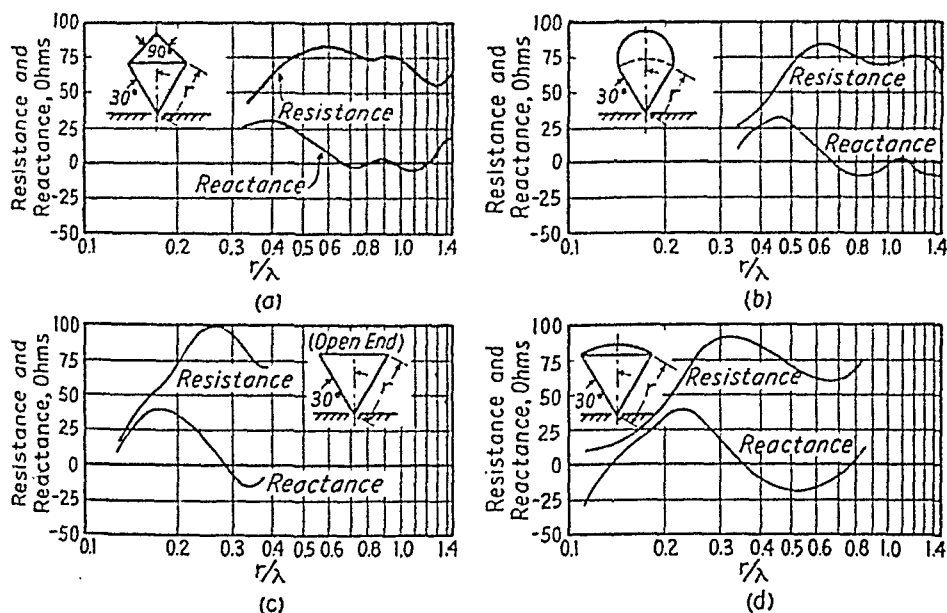 Resistance and
Reactance, Ohms
100
75
50
25
0
-25
-50
90°
30°
r
Resistance
Reactance
0.1 0.2 0.3 0.4 0.5 0.6 0.8 1.0 1.4
r/λ
(a)
Resistance and
Reactance, Ohms
100
75
50
25
0
-25
-50
30°
r
Resistance
Reactance
0.1 0.2 0.3 0.4 0.5 0.6 0.8 1.0 1.4
r/λ
(b)
Resistance and
Reactance, Ohms
100
75
50
25
0
-25
-50
(Open End)
30°
r
Resistance
Reactance
0.1 0.2 0.3 0.4 0.5 0.6 0.8 1.0 1.4
r/λ
(c)
Resistance and
Reactance, Ohms
100
75
50
25
0
-25
-50
30°
r
Resistance
Reactance
0.1 0.2 0.3 0.4 0.5 0.6 0.8 1.0 1.4
r/λ
(d)